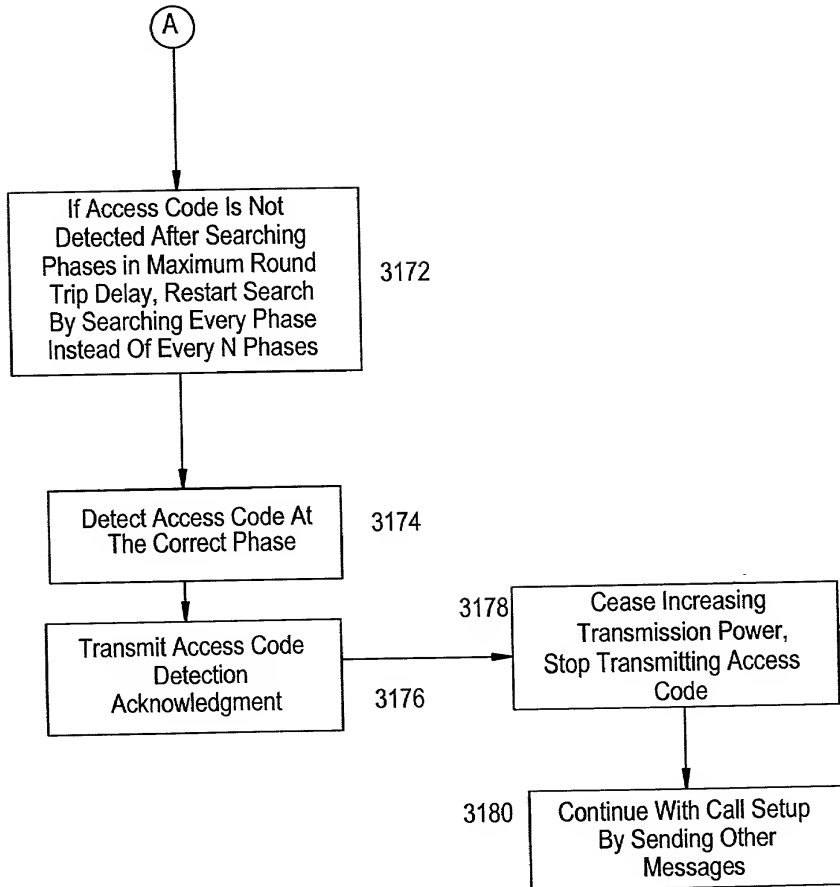 A
If Access Code Is Not
Detected After Searching
Phases in Maximum Round
Trip Delay, Restart Search
By Searching Every Phase
Instead Of Every N Phases
3172
Detect Access Code At
The Correct Phase
3174
Transmit Access Code
Detection
Acknowledgment
3176
3178
Cease Increasing
Transmission Power,
Stop Transmitting Access
Code
3180
Continue With Call Setup
By Sending Other
Messages